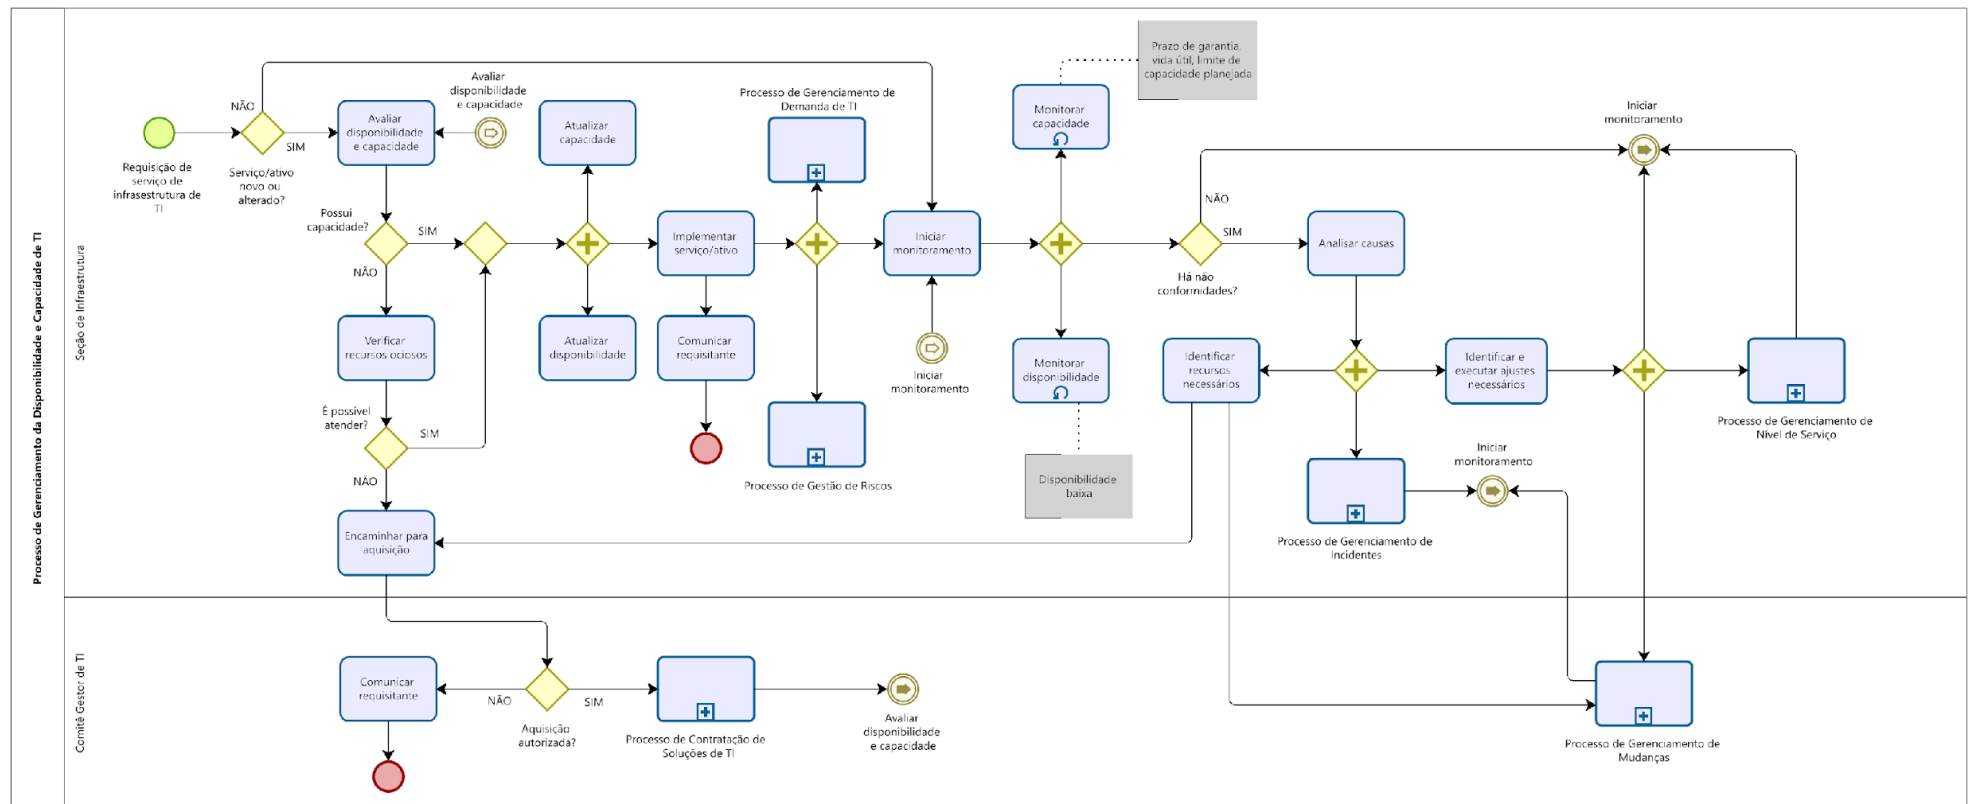 Processo de Gerenciamento da Disponibilidade e Capacidade de TI
Seção de Infraestrutura
Requisição de
serviço de
infrasestrutura de
TI
NÃO
SIM
Serviço/ativo
novo ou
alterado?
Avaliar
disponibilidade
e capacidade
Avaliar
disponibilidade
e capacidade
Possui
capacidade?
SIM
NÃO
Verificar
recursos ociosos
É possível
atender?
SIM
NÃO
Encaminhar para
aquisição
Atualizar
capacidade
Atualizar
disponibilidade
Implementar
serviço/ativo
Comunicar
requisitante
Processo de Gerenciamento de
Demanda de TI
Processo de Gestão de Riscos
Iniciar
monitoramento
Iniciar
monitoramento
Prazo de garantia,
vida útil, limite de
capacidade planejada
Monitorar
capacidade
Monitorar
disponibilidade
Disponibilidade
baixa
NÃO
SIM
Há não
conformidades?
Analisar causas
Identificar
recursos
necessários
Identificar e
executar ajustes
necessários
Iniciar
monitoramento
Processo de Gerenciamento de
Nível de Serviço
Iniciar
monitoramento
Processo de Gerenciamento de
Incidentes
Comitê Gestor de TI
Comunicar
requisitante
NÃO
SIM
Aquisição
autorizada?
Processo de Contratação de
Soluções de TI
Avaliar
disponibilidade
e capacidade
Processo de Gerenciamento de
Mudanças